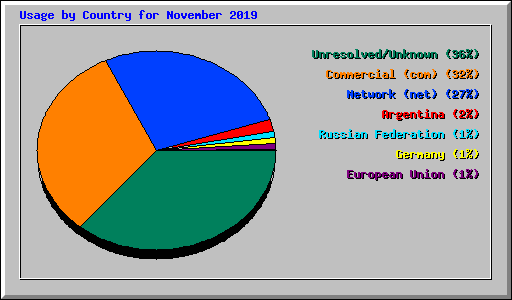 Usage by Country for November 2019
Unresolved/Unknown (36%)
Commercial (com) (32%)
Network (net) (27%)
Argentina (2%)
Russian Federation (1%)
Germany (1%)
European Union (1%)